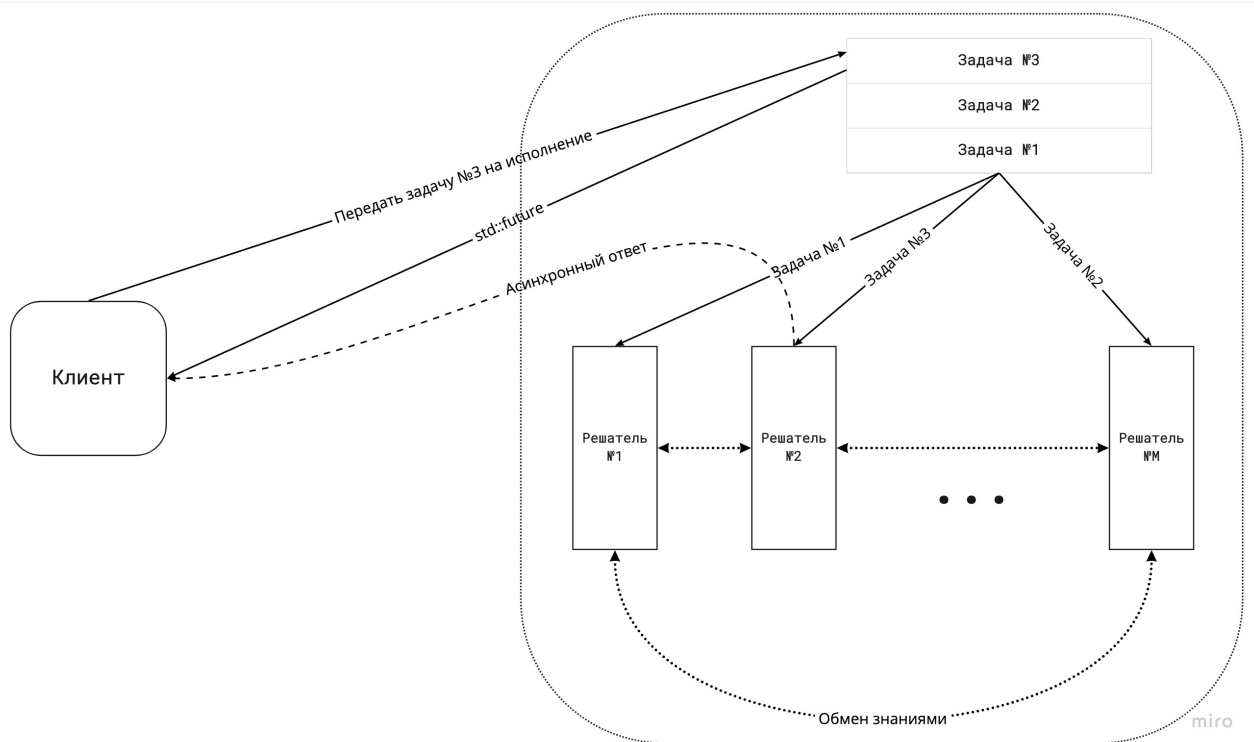 Задача №3
Задача №2
Задача №1
Передать задачу №3 на исполнение
std::future
Асинхронный ответ
Задача №1
Задача №3
Задача №2
Клиент
Решатель
№1
Решатель
№2
Решатель
№M
Обмен знаниями
miro